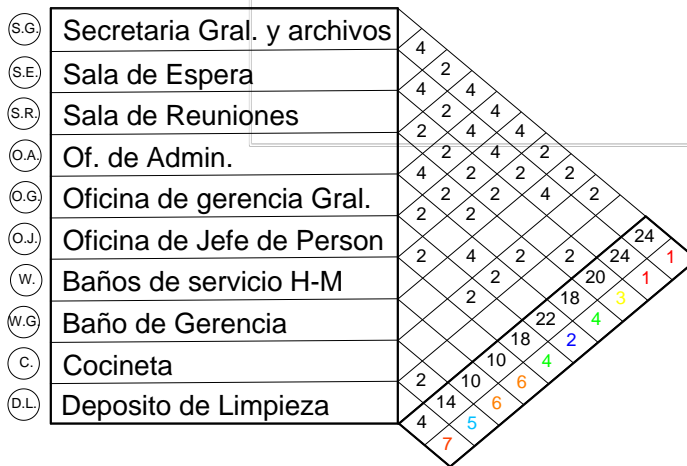 S.G. Secretaria Gral. y archivos
4
2
S.E. Sala de Espera
4 4
2 4
S.R. Sala de Reuniones
2 4 4
2 4 2
O.A. Of. de Admin.
4 2 2 2
O.G. Oficina de gerencia Gral.
2 2 4 2
2 2
O.J. Oficina de Jefe de Person
24
2 4 2 2 24 1
W. Baños de servicio H-M
2 20 1
2 18 3
W.G. Baño de Gerencia
22 4
18 2
C. Cocineta
10 4
2 10 6
D.L. Deposito de Limpieza
14 6
4 5
7